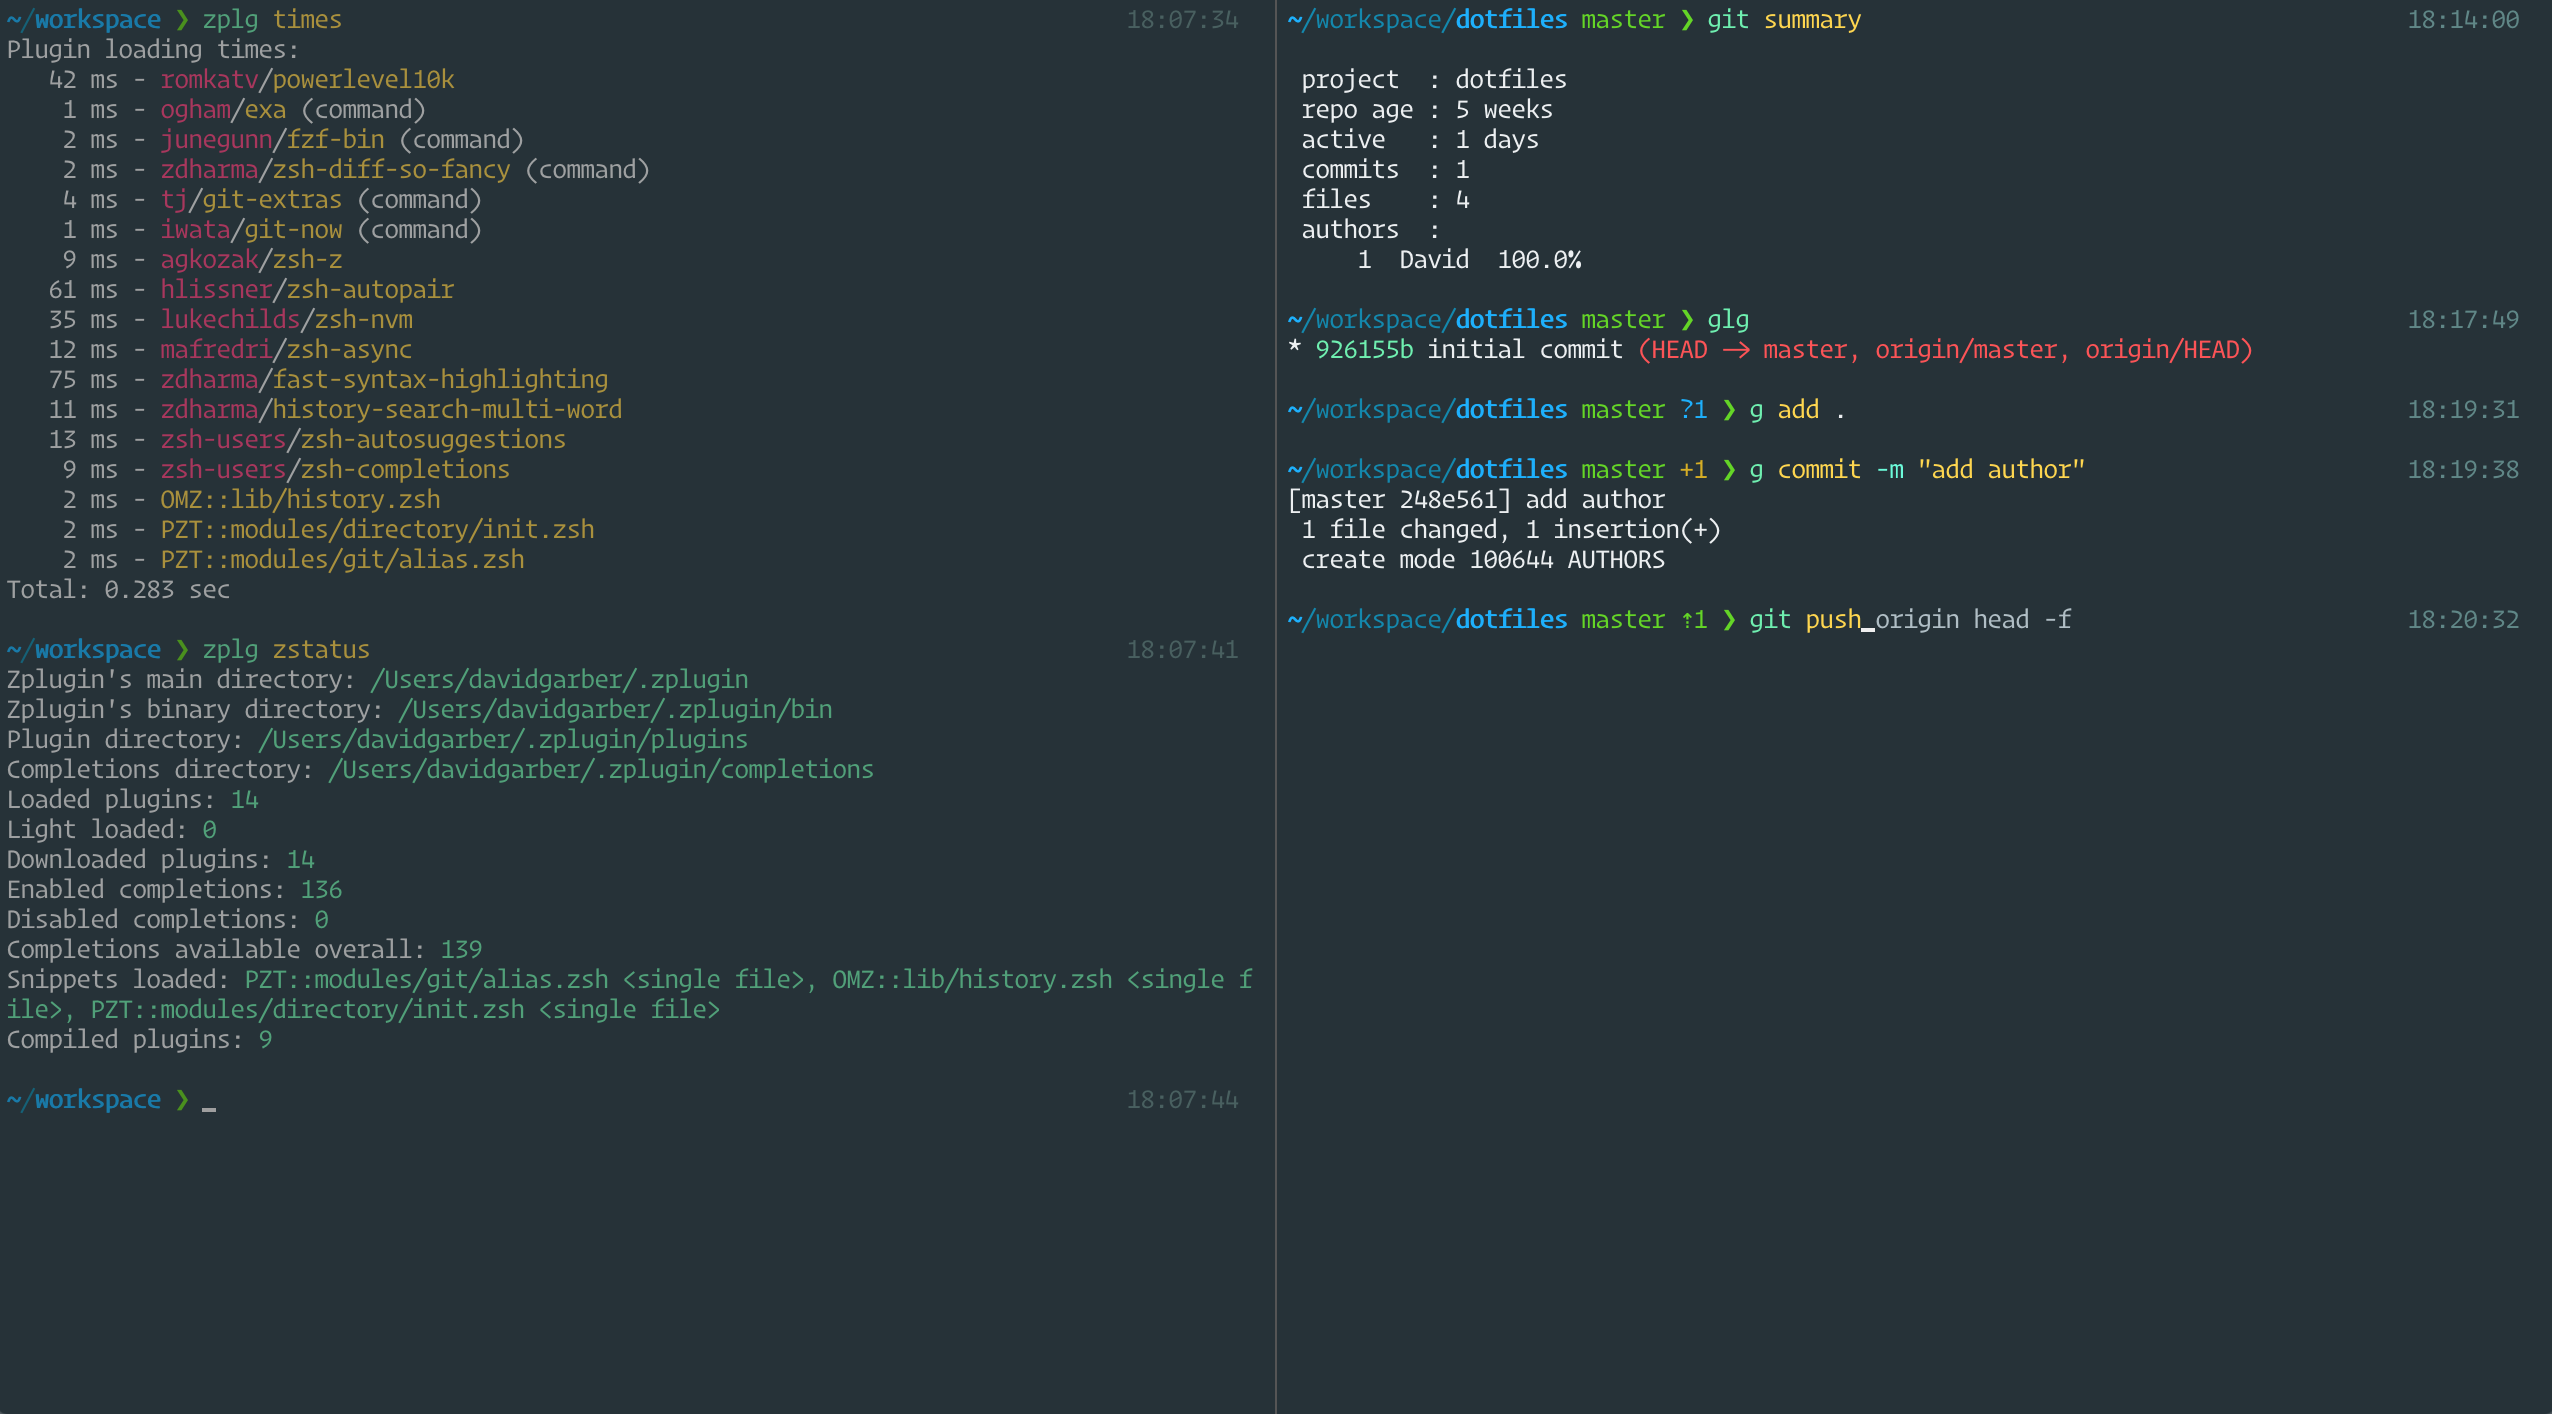 ~/workspace ❯ zplg times 18:07:34
Plugin loading times:
   42 ms - romkatv/powerlevel10k
    1 ms - ogham/exa (command)
    2 ms - junegunn/fzf-bin (command)
    2 ms - zdharma/zsh-diff-so-fancy (command)
    4 ms - tj/git-extras (command)
    1 ms - iwata/git-now (command)
    9 ms - agkozak/zsh-z
   61 ms - hlissner/zsh-autopair
   35 ms - lukechilds/zsh-nvm
   12 ms - mafredri/zsh-async
   75 ms - zdharma/fast-syntax-highlighting
   11 ms - zdharma/history-search-multi-word
   13 ms - zsh-users/zsh-autosuggestions
    9 ms - zsh-users/zsh-completions
    2 ms - OMZ::lib/history.zsh
    2 ms - PZT::modules/directory/init.zsh
    2 ms - PZT::modules/git/alias.zsh
Total: 0.283 sec
~/workspace ❯ zplg zstatus 18:07:41
Zplugin's main directory: /Users/davidgarber/.zplugin
Zplugin's binary directory: /Users/davidgarber/.zplugin/bin
Plugin directory: /Users/davidgarber/.zplugin/plugins
Completions directory: /Users/davidgarber/.zplugin/completions
Loaded plugins: 14
Light loaded: 0
Downloaded plugins: 14
Enabled completions: 136
Disabled completions: 0
Completions available overall: 139
Snippets loaded: PZT::modules/git/alias.zsh <single file>, OMZ::lib/history.zsh <single f
ile>, PZT::modules/directory/init.zsh <single file>
Compiled plugins: 9
~/workspace ❯ _ 18:07:44
~/workspace/dotfiles master ❯ git summary 18:14:00
 project  : dotfiles
 repo age : 5 weeks
 active   : 1 days
 commits  : 1
 files    : 4
 authors  :
     1  David  100.0%
~/workspace/dotfiles master ❯ glg 18:17:49
* 926155b initial commit (HEAD -> master, origin/master, origin/HEAD)
~/workspace/dotfiles master ?1 ❯ g add . 18:19:31
~/workspace/dotfiles master +1 ❯ g commit -m "add author" 18:19:38
[master 248e561] add author
 1 file changed, 1 insertion(+)
 create mode 100644 AUTHORS
~/workspace/dotfiles master ⇡1 ❯ git push_origin head -f 18:20:32